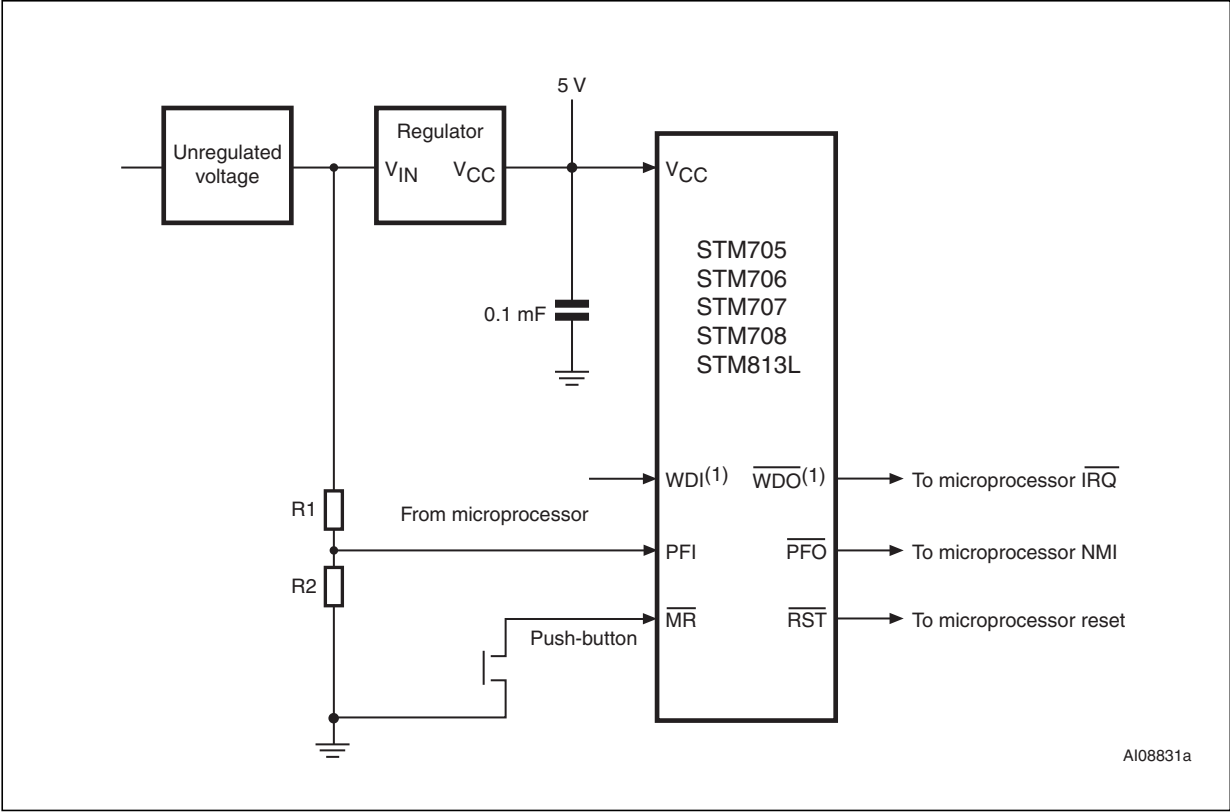 5 V
Unregulated
voltage
Regulator
VIN VCC
VCC
STM705
STM706
STM707
STM708
STM813L
0.1 mF
WDI(1) WDO(1) To microprocessor IRQ
R1
From microprocessor
PFI PFO To microprocessor NMI
R2
MR RST To microprocessor reset
Push-button
AI08831a